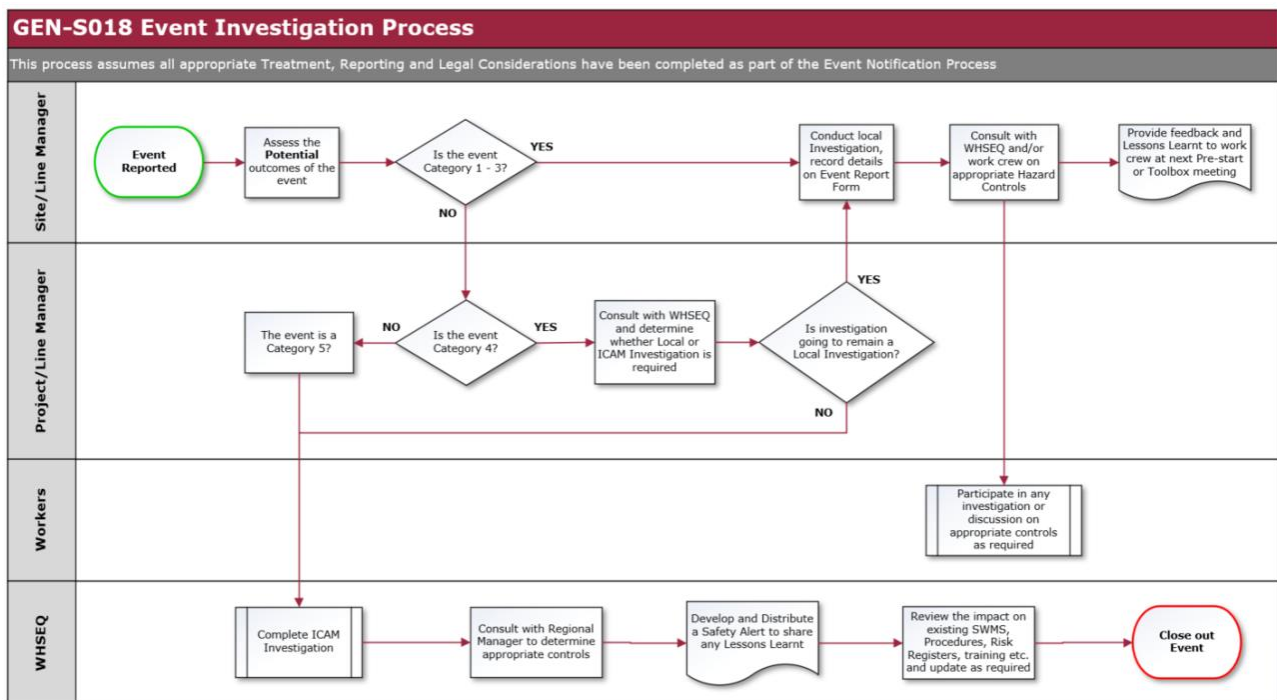 GEN-S018 Event Investigation Process
This process assumes all appropriate Treatment, Reporting and Legal Considerations have been completed as part of the Event Notification Process
Site/Line Manager
Event
Reported
Assess the
Potential
outcomes of the
event
Is the event
Category 1 - 3?
YES
NO
Conduct local
Investigation,
record details
on Event Report
Form
Consult with
WHSEQ and/or
work crew on
appropriate Hazard
Controls
Provide feedback and
Lessons Learnt to work
crew at next Pre-start
or Toolbox meeting
Project/Line Manager
The event is a
Category 5?
NO
Is the event
Category 4?
YES
Consult with WHSEQ
and determine
whether Local or
ICAM Investigation is
required
Is investigation
going to remain a
Local Investigation?
YES
NO
Workers
Participate in any
investigation or
discussion on
appropriate controls
as required
WHSEQ
Complete ICAM
Investigation
Consult with Regional
Manager to determine
appropriate controls
Develop and Distribute
a Safety Alert to share
any Lessons Learnt
Review the impact on
existing SWMS,
Procedures, Risk
Registers, training etc.
and update as required
Close out
Event